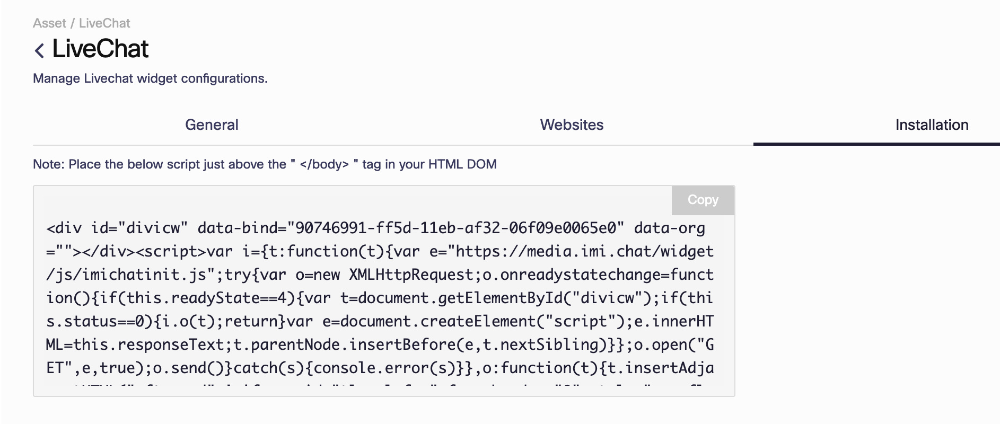 Asset / LiveChat
LiveChat
Manage Livechat widget configurations.
General Websites Installation
Note: Place the below script just above the " </body> " tag in your HTML DOM
Copy
<div id="divicw" data-bind="90746991-ff5d-11eb-af32-06f09e0065e0" data-org
=""></div><script>var i={t:function(t){var e="https://media.imi.chat/widget
/js/imichatinit.js";try{var o=new XMLHttpRequest;o.onreadystatechange=funct
ion(){if(this.readyState==4){var t=document.getElementById("divicw");if(thi
s.status==0){i.o(t);return}var e=document.createElement("script");e.innerHT
ML=this.responseText;t.parentNode.insertBefore(e,t.nextSibling)}};o.open("G
ET",e,true);o.send()}catch(s){console.error(s)}},o:function(t){t.insertAdja